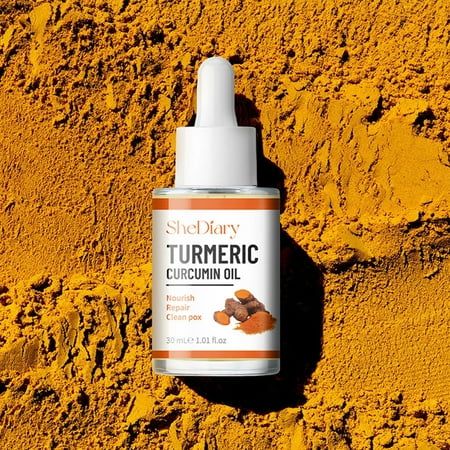 SheDiary
TURMERIC
CURCUMIN OIL
Nourish
Repair
Clean pox
30 mL℮1.01 fl.oz